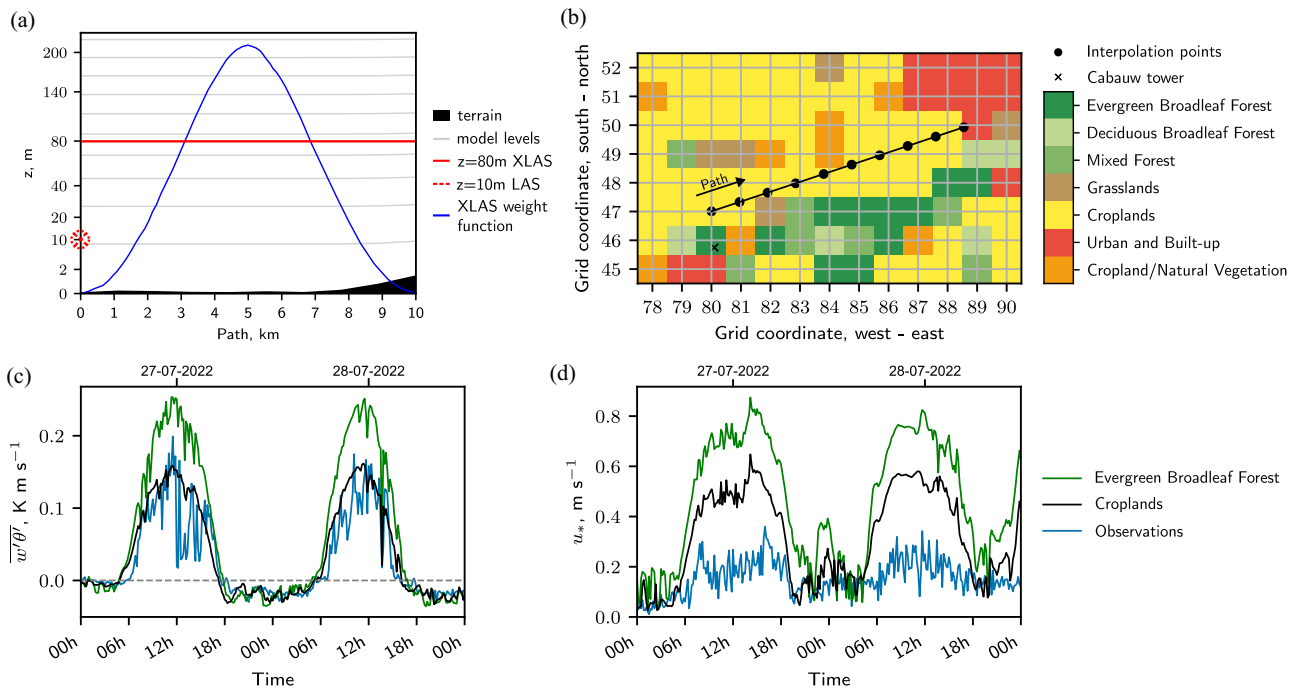 (a)
z, m
200
140
80
40
20
10
2
0
0 1 2 3 4 5 6 7 8 9 10
Path, km
terrain
model levels
z=80m XLAS
z=10m LAS
XLAS weight
function
(b)
Grid coordinate, south - north
52
51
50
49
48
47
46
45
Path
78 79 80 81 82 83 84 85 86 87 88 89 90
Grid coordinate, west - east
Interpolation points
Cabauw tower
Evergreen Broadleaf Forest
Deciduous Broadleaf Forest
Mixed Forest
Grasslands
Croplands
Urban and Built-up
Cropland/Natural Vegetation
(c)
27-07-2022 28-07-2022
w′θ′, K m s⁻¹
0.2
0.1
0.0
00h 06h 12h 18h 00h 06h 12h 18h 00h
Time
(d)
27-07-2022 28-07-2022
u*, m s⁻¹
0.8
0.6
0.4
0.2
0.0
00h 06h 12h 18h 00h 06h 12h 18h 00h
Time
Evergreen Broadleaf Forest
Croplands
Observations